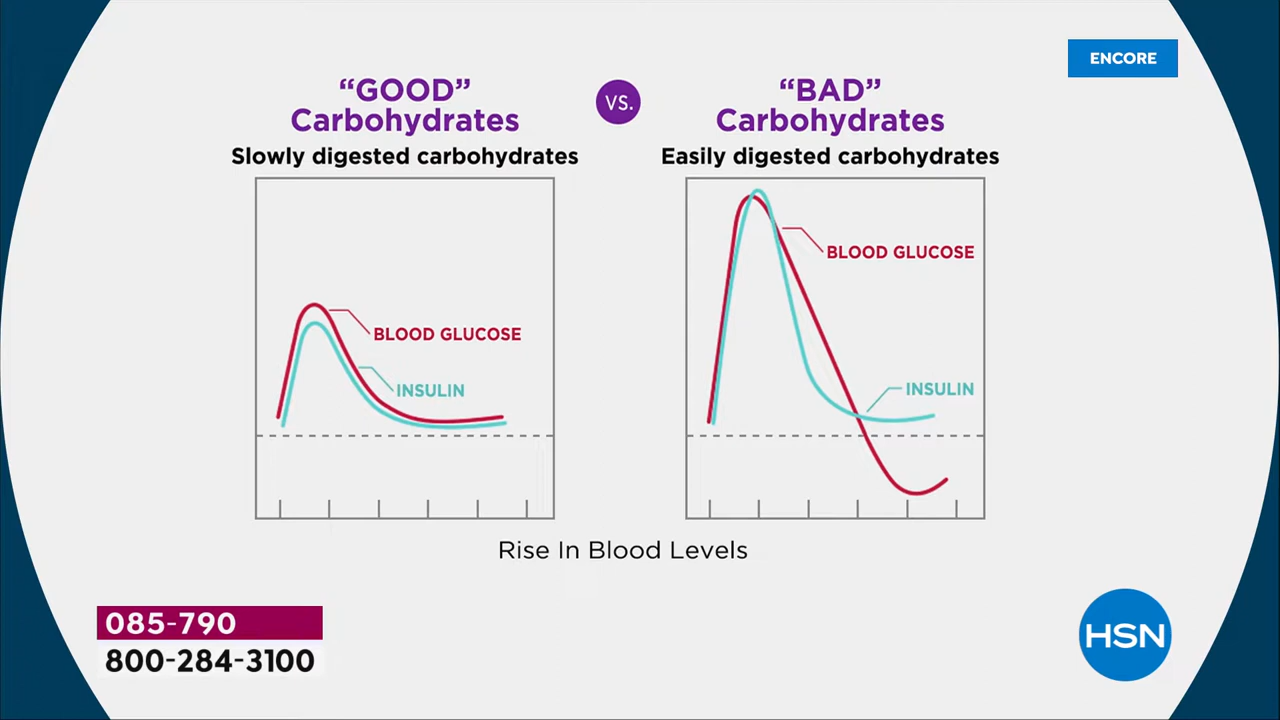 ENCORE
“GOOD”
Carbohydrates
Slowly digested carbohydrates
VS.
“BAD”
Carbohydrates
Easily digested carbohydrates
BLOOD GLUCOSE
INSULIN
BLOOD GLUCOSE
INSULIN
Rise In Blood Levels
085-790
800-284-3100
HSN